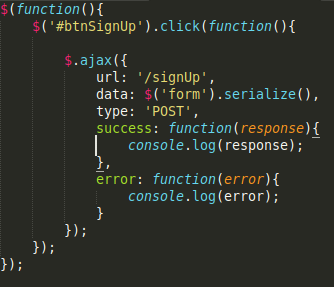 $(function(){
    $('#btnSignUp').click(function(){

        $.ajax({
            url: '/signUp',
            data: $('form').serialize(),
            type: 'POST',
            success: function(response){
                console.log(response);
            },
            error: function(error){
                console.log(error);
            }
        });
    });
});